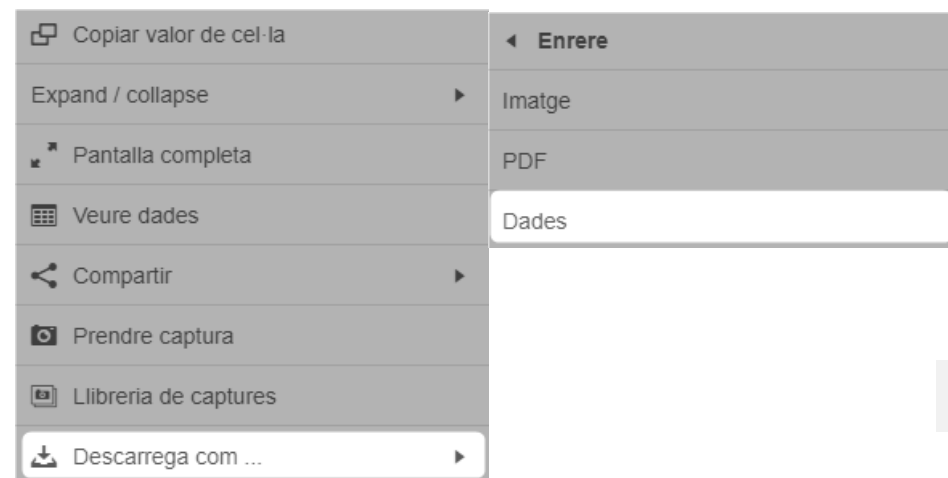 Copiar valor de cel·la
Expand / collapse
Pantalla completa
Veure dades
Compartir
Prendre captura
Llibreria de captures
Descarrega com ...
Enrere
Imatge
PDF
Dades